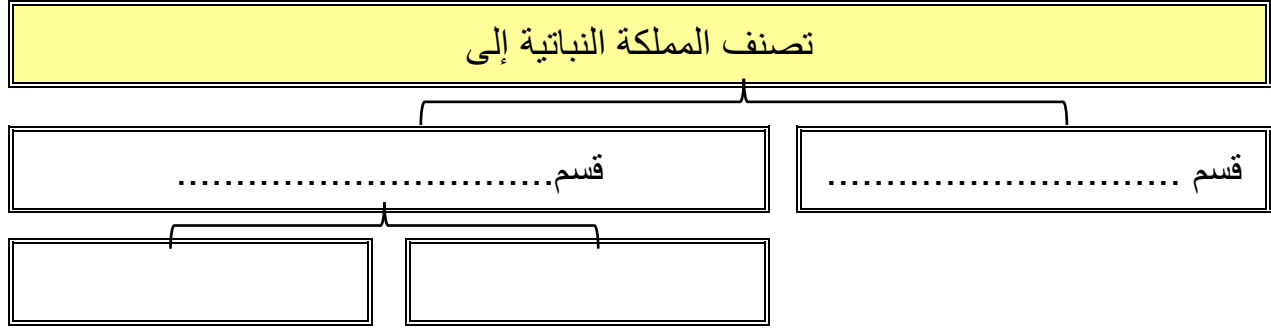 تصنف المملكة النباتية إلى
قسم ..............................
قسم................................